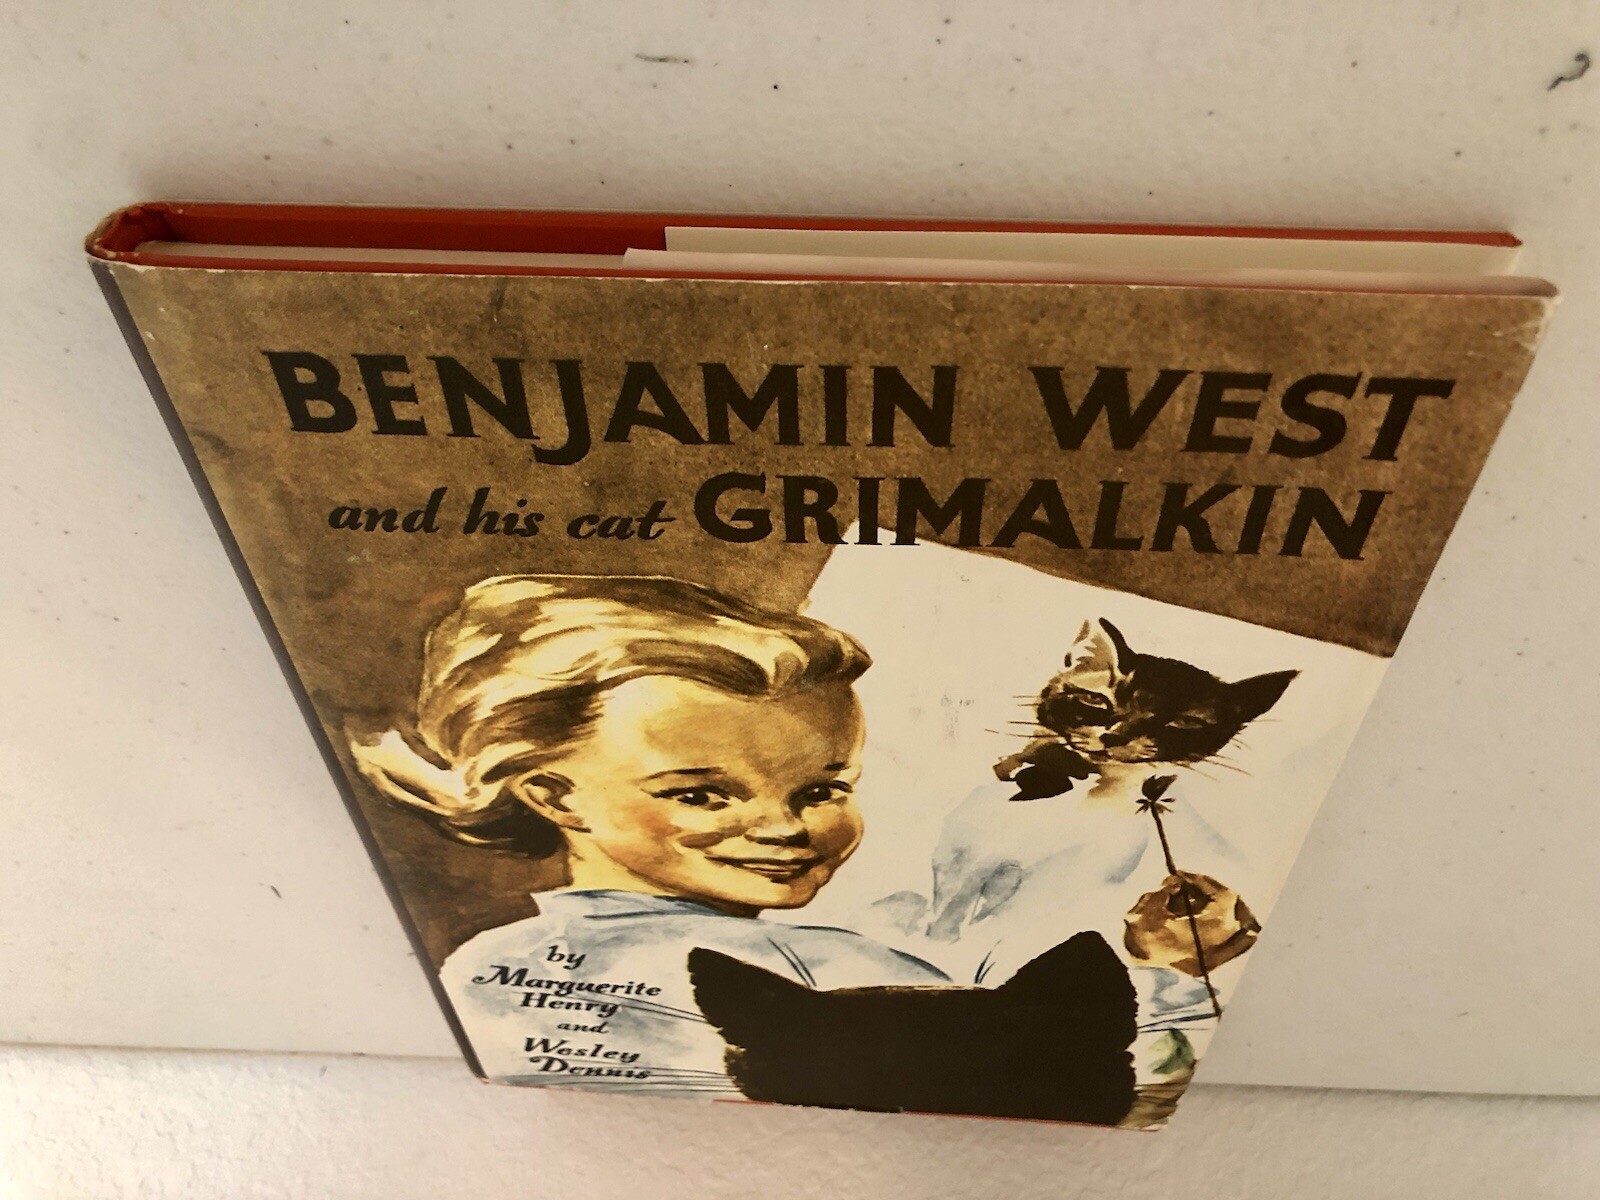 BENJAMIN WEST
and his cat GRIMALKIN
by
Marguerite
Henry
and
Wesley
Dennis